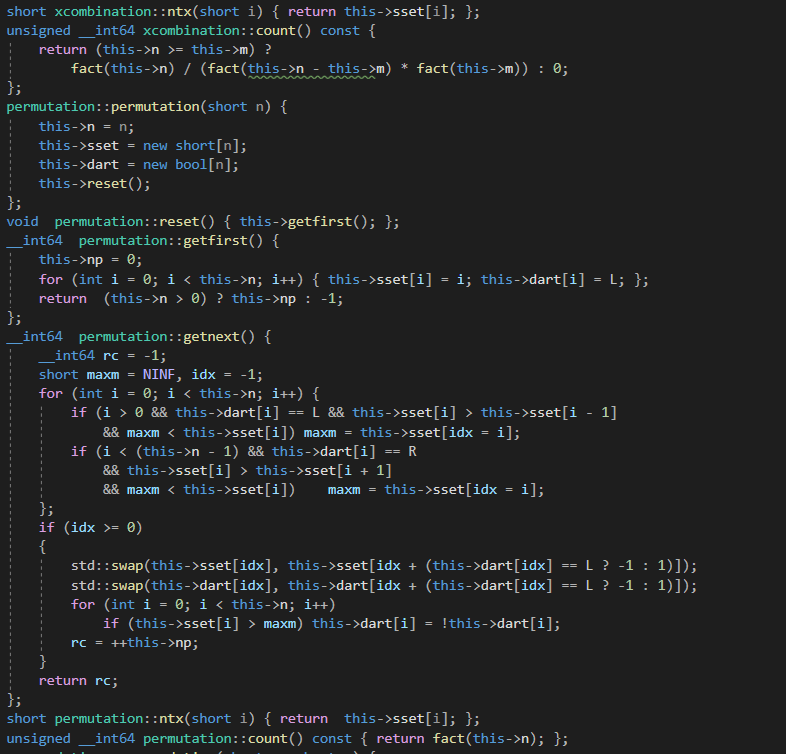 short xcombination::ntx(short i) { return this->sset[i]; };
unsigned __int64 xcombination::count() const {
    return (this->n >= this->m) ?
        fact(this->n) / (fact(this->n - this->m) * fact(this->m)) : 0;
};
permutation::permutation(short n) {
    this->n = n;
    this->sset = new short[n];
    this->dart = new bool[n];
    this->reset();
};
void  permutation::reset() { this->getfirst(); };
__int64  permutation::getfirst() {
    this->np = 0;
    for (int i = 0; i < this->n; i++) { this->sset[i] = i; this->dart[i] = L; };
    return  (this->n > 0) ? this->np : -1;
};
__int64  permutation::getnext() {
    __int64 rc = -1;
    short maxm = NINF, idx = -1;
    for (int i = 0; i < this->n; i++) {
        if (i > 0 && this->dart[i] == L && this->sset[i] > this->sset[i - 1]
            && maxm < this->sset[i]) maxm = this->sset[idx = i];
        if (i < (this->n - 1) && this->dart[i] == R
            && this->sset[i] > this->sset[i + 1]
            && maxm < this->sset[i])    maxm = this->sset[idx = i];
    };
    if (idx >= 0)
    {
        std::swap(this->sset[idx], this->sset[idx + (this->dart[idx] == L ? -1 : 1)]);
        std::swap(this->dart[idx], this->dart[idx + (this->dart[idx] == L ? -1 : 1)]);
        for (int i = 0; i < this->n; i++)
            if (this->sset[i] > maxm) this->dart[i] = !this->dart[i];
        rc = ++this->np;
    }
    return rc;
};
short permutation::ntx(short i) { return  this->sset[i]; };
unsigned __int64 permutation::count() const { return fact(this->n); };